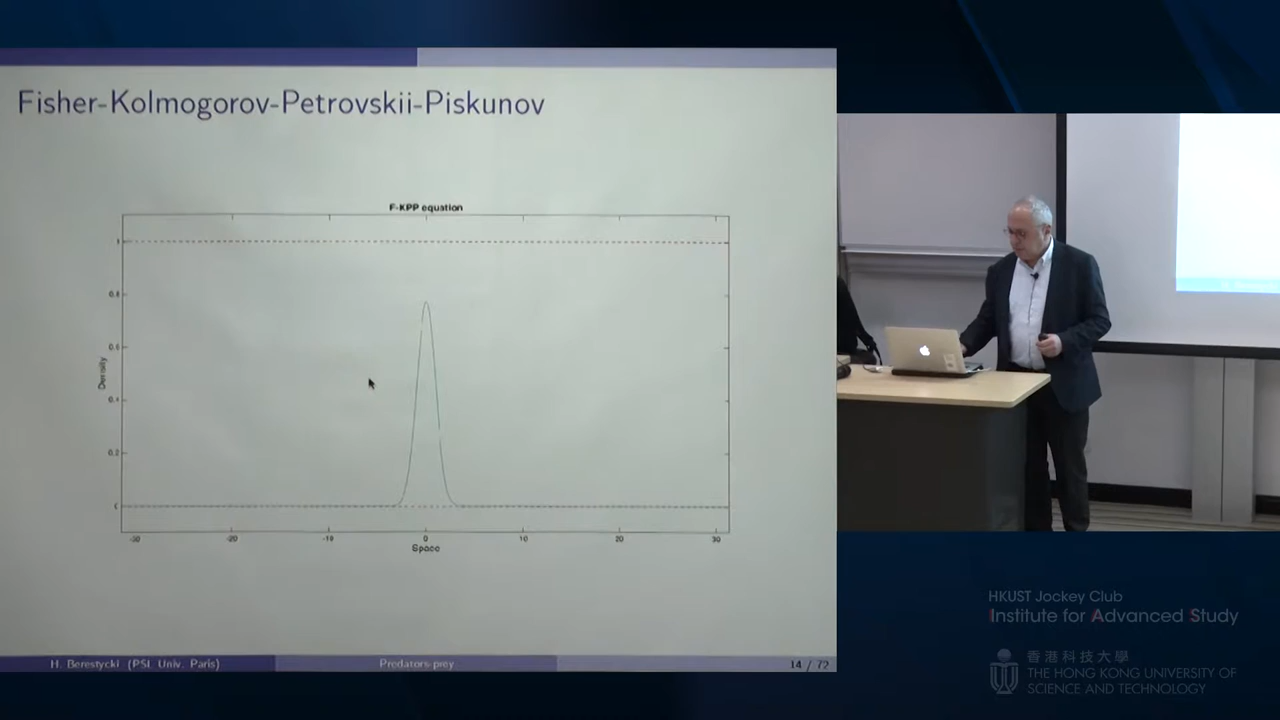 Fisher-Kolmogorov-Petrovskii-Piskunov
F-KPP equation
1
0.8
0.6
0.4
0.2
0
Density
-30 -20 -10 0 10 20 30
Space
H. Berestycki (PSL Univ. Paris) Predators-prey 14 / 72
HKUST Jockey Club
Institute for Advanced Study
香港科技大學
THE HONG KONG UNIVERSITY OF
SCIENCE AND TECHNOLOGY